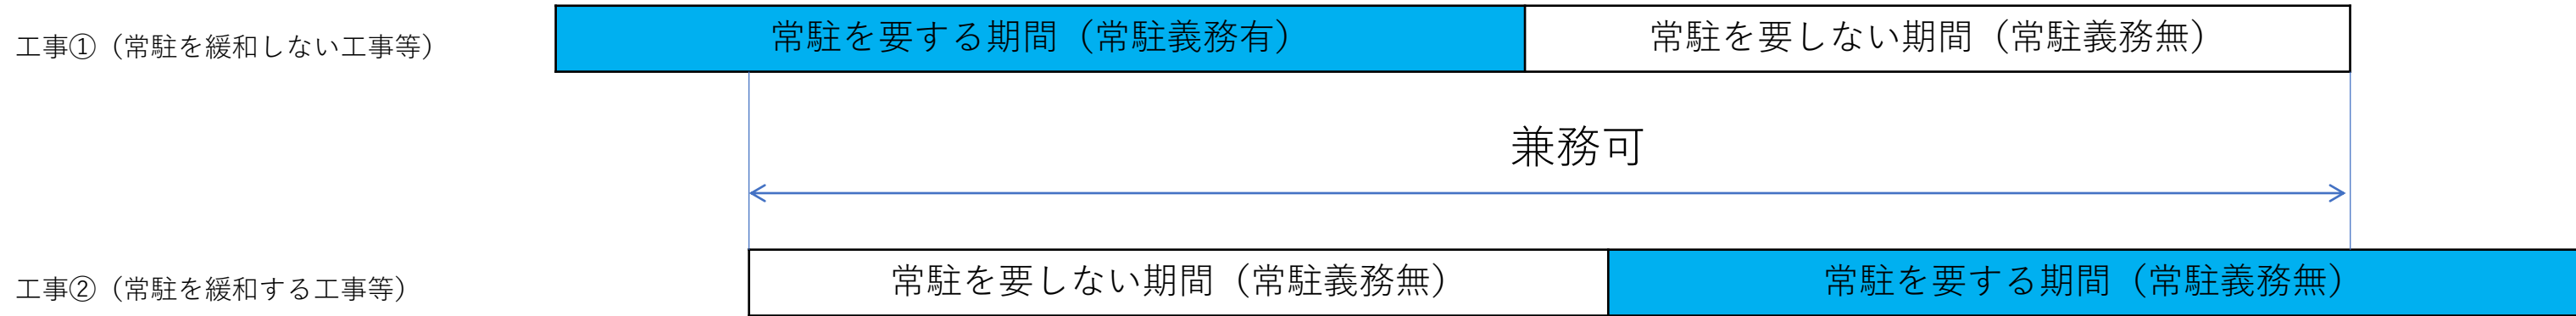 工事①（常駐を緩和しない工事等）
常駐を要する期間（常駐義務有）
常駐を要しない期間（常駐義務無）
兼務可
工事②（常駐を緩和する工事等）
常駐を要しない期間（常駐義務無）
常駐を要する期間（常駐義務無）